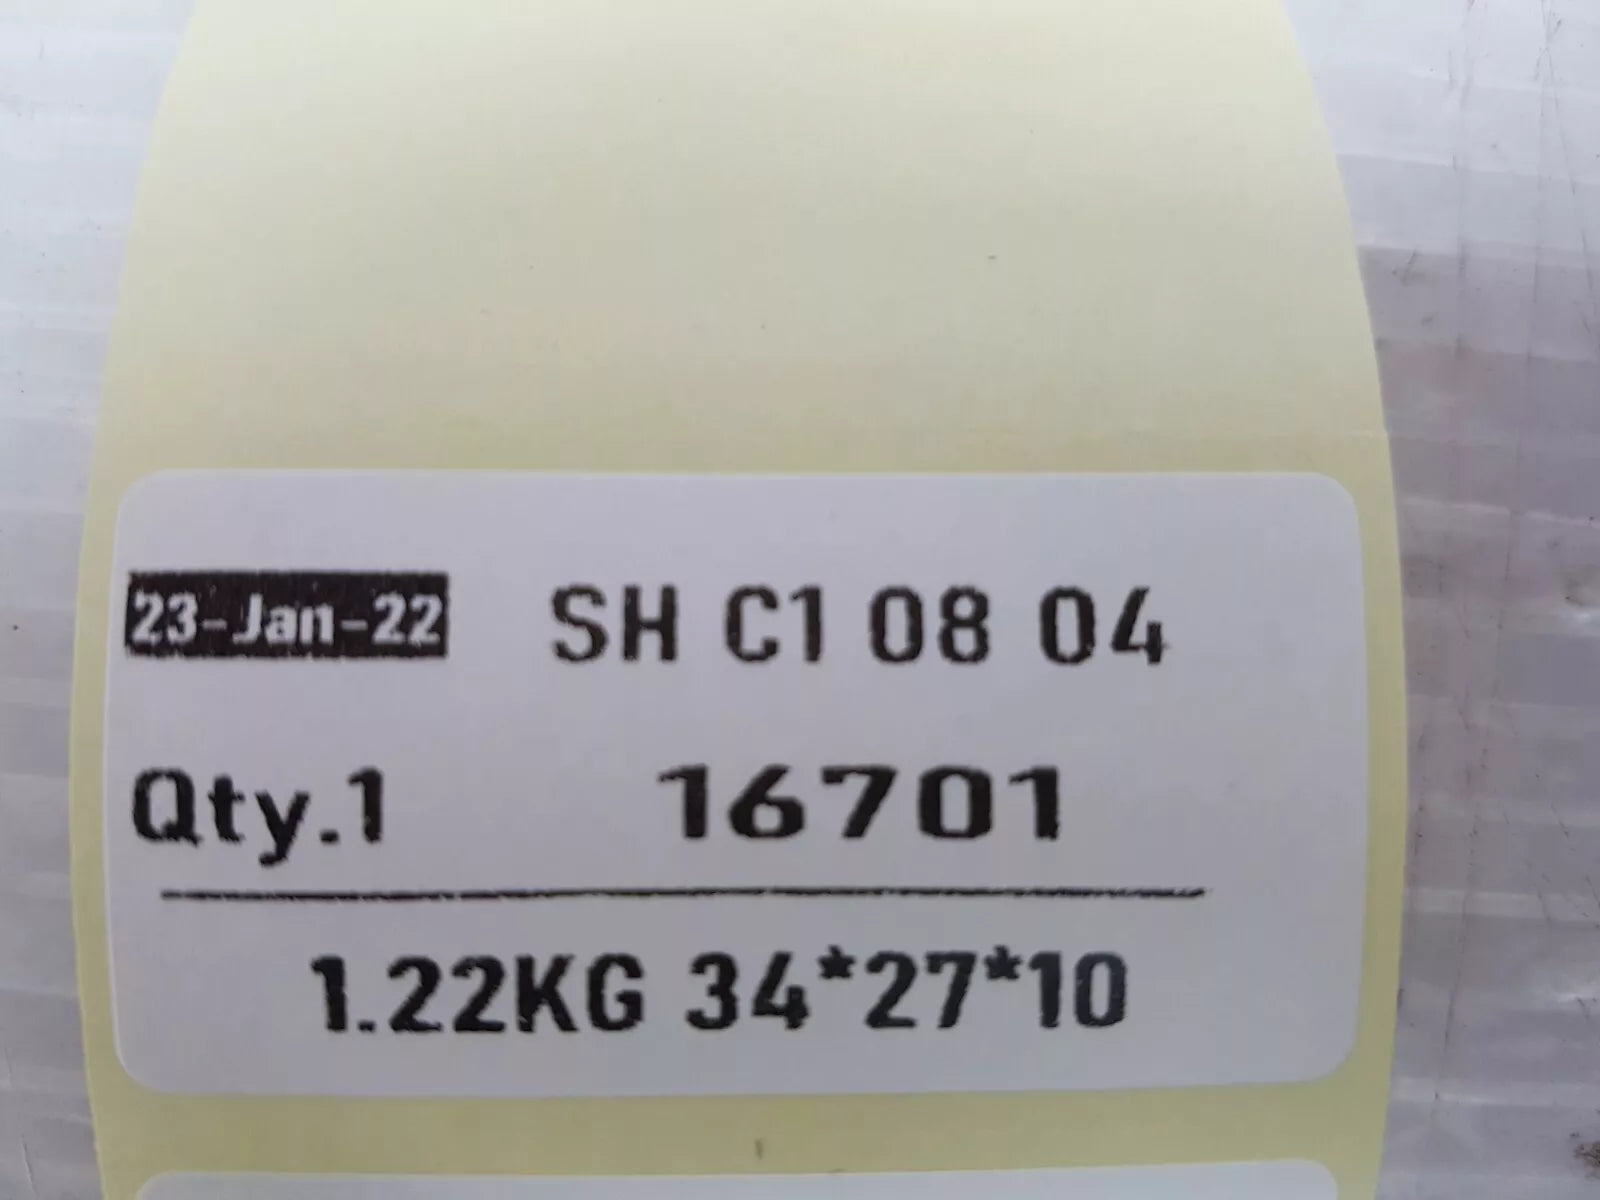 23-Jan-22 SH C1 08 04
Qty.1 16701
1.22KG 34*27*10